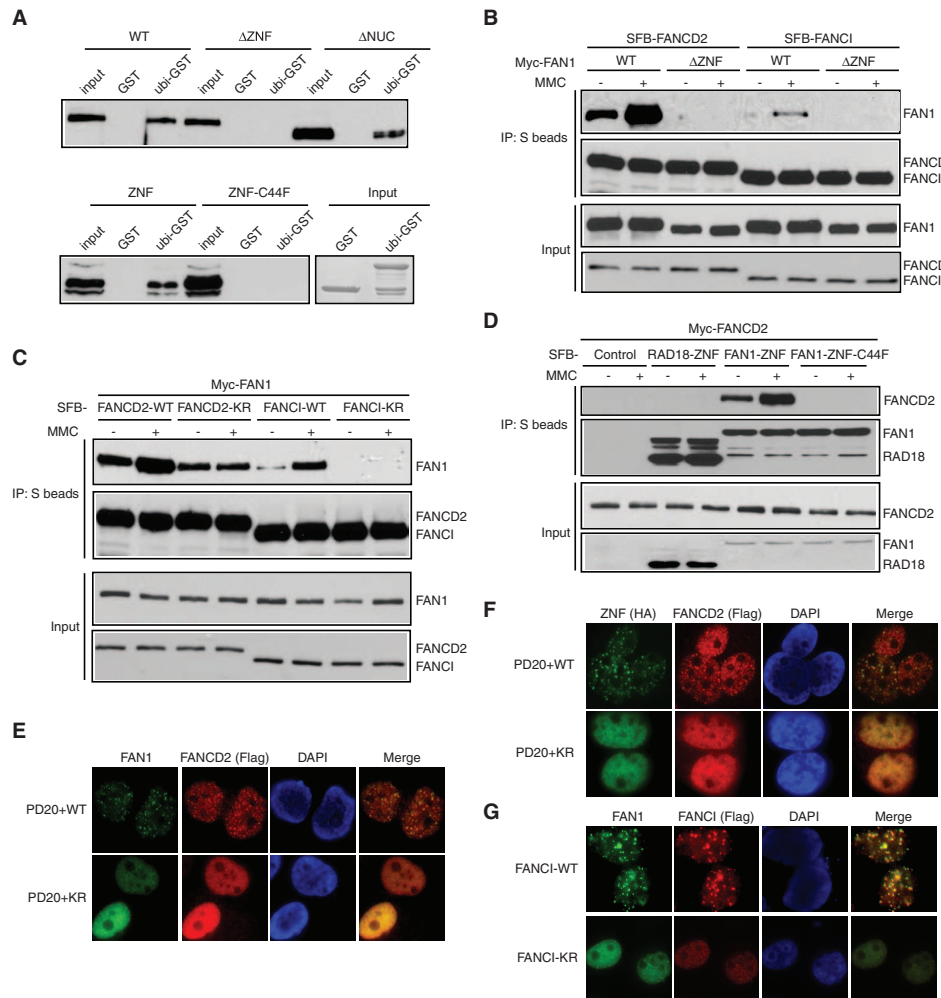 A
WT ΔZNF ΔNUC
input GST ubi-GST input GST ubi-GST input GST ubi-GST
ZNF ZNF-C44F Input
input GST ubi-GST input GST ubi-GST GST ubi-GST
B
SFB-FANCD2 SFB-FANCI
Myc-FAN1 WT ΔZNF WT ΔZNF
MMC - + - + - + - +
IP: S beads
FAN1
FANCD
FANCI
Input
FAN1
FANCD
FANCI
C
Myc-FAN1
SFB- FANCD2-WT FANCD2-KR FANCI-WT FANCI-KR
MMC - + - + - + - +
IP: S beads
FAN1
FANCD2
FANCI
Input
FAN1
FANCD2
FANCI
D
Myc-FANCD2
SFB- Control RAD18-ZNF FAN1-ZNF FAN1-ZNF-C44F
MMC - + - + - + - +
IP: S beads
FANCD2
FAN1
RAD18
Input
FANCD2
FAN1
RAD18
E
FAN1 FANCD2 (Flag) DAPI Merge
PD20+WT
PD20+KR
F
ZNF (HA) FANCD2 (Flag) DAPI Merge
PD20+WT
PD20+KR
G
FAN1 FANCI (Flag) DAPI Merge
FANCI-WT
FANCI-KR